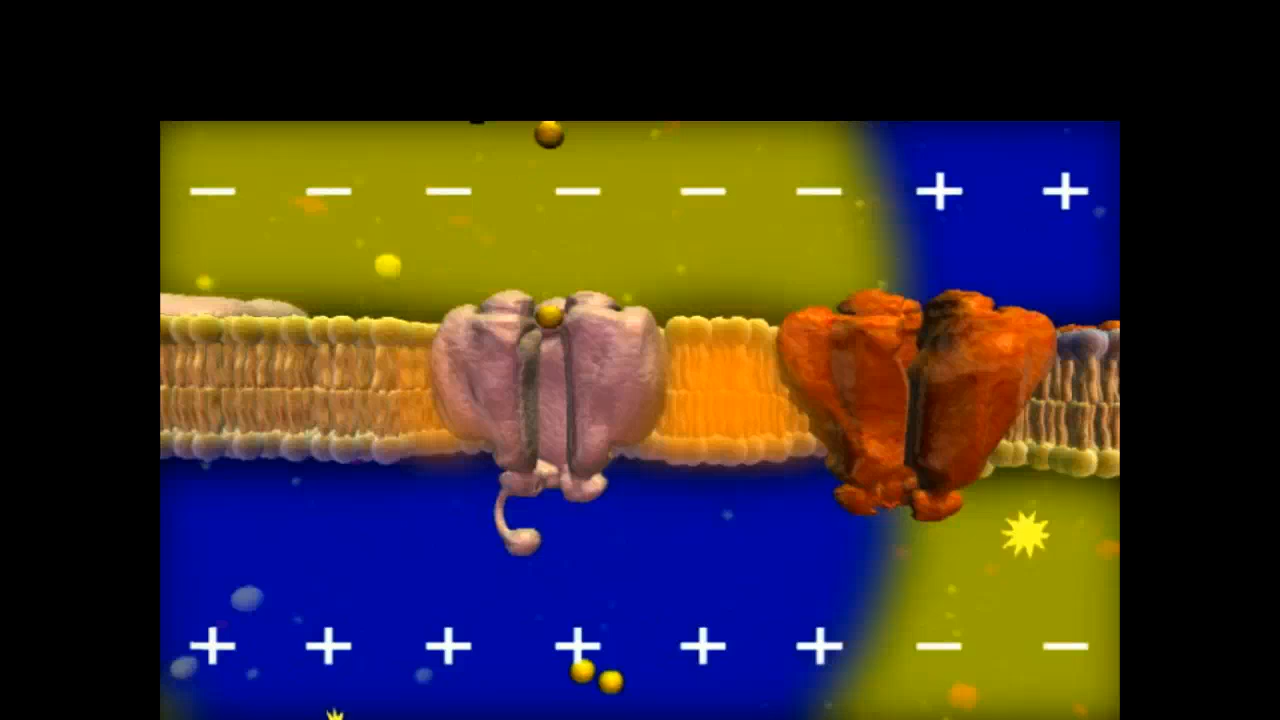 − − − − − − + +
+ + + + + + − −